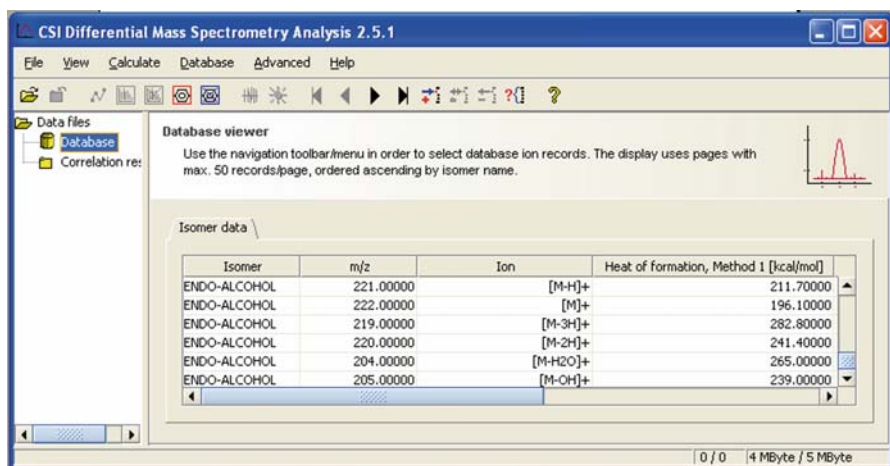 CSI Differential Mass Spectrometry Analysis 2.5.1
File View Calculate Database Advanced Help
Data files
Database
Correlation re
Database viewer
Use the navigation toolbar/menu in order to select database ion records. The display uses pages with
max. 50 records/page, ordered ascending by isomer name.
Isomer data
Isomer m/z Ion Heat of formation, Method 1 [kcal/mol]
ENDO-ALCOHOL 221.00000 [M-H]+ 211.70000
ENDO-ALCOHOL 222.00000 [M]+ 196.10000
ENDO-ALCOHOL 219.00000 [M-3H]+ 282.80000
ENDO-ALCOHOL 220.00000 [M-2H]+ 241.40000
ENDO-ALCOHOL 204.00000 [M-H2O]+ 265.00000
ENDO-ALCOHOL 205.00000 [M-OH]+ 239.00000
0 / 0 4 MByte / 5 MByte